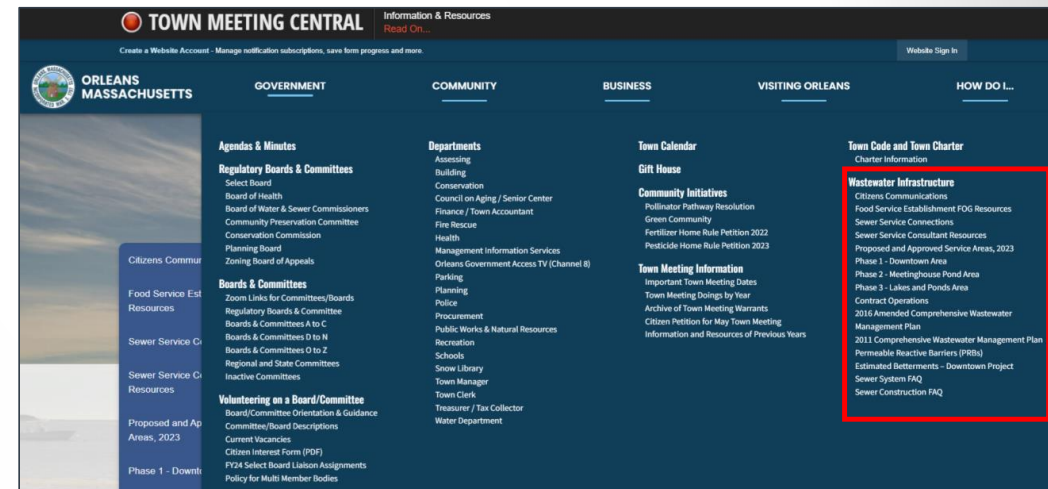 TOWN MEETING CENTRAL
Information & Resources
Read On...
Create a Website Account - Manage notification subscriptions, save form progress and more.
Website Sign In
ORLEANS
MASSACHUSETTS
GOVERNMENT
COMMUNITY
BUSINESS
VISITING ORLEANS
HOW DO I...
Agendas & Minutes
Regulatory Boards & Committees
Select Board
Board of Health
Board of Water & Sewer Commissioners
Community Preservation Committee
Conservation Commission
Planning Board
Zoning Board of Appeals
Boards & Committees
Zoom Links for Committees/Boards
Regulatory Boards & Committee
Boards & Committees A to C
Boards & Committees D to N
Boards & Committees O to Z
Regional and State Committees
Inactive Committees
Volunteering on a Board/Committee
Board/Committee Orientation & Guidance
Committee/Board Descriptions
Current Vacancies
Citizen Interest Form (PDF)
FY24 Select Board Liaison Assignments
Policy for Multi Member Bodies
Departments
Assessing
Building
Conservation
Council on Aging / Senior Center
Finance / Town Accountant
Fire Rescue
Health
Management Information Services
Orleans Government Access TV (Channel 8)
Parking
Planning
Police
Procurement
Public Works & Natural Resources
Recreation
Schools
Snow Library
Town Manager
Town Clerk
Treasurer / Tax Collector
Water Department
Town Calendar
Gift House
Community Initiatives
Pollinator Pathway Resolution
Green Community
Fertilizer Home Rule Petition 2022
Pesticide Home Rule Petition 2023
Town Meeting Information
Important Town Meeting Dates
Town Meeting Doings by Year
Archive of Town Meeting Warrants
Citizen Petition for May Town Meeting
Information and Resources of Previous Years
Town Code and Town Charter
Charter Information
Wastewater Infrastructure
Citizens Communications
Food Service Establishment FOG Resources
Sewer Service Connections
Sewer Service Consultant Resources
Proposed and Approved Service Areas, 2023
Phase 1 - Downtown Area
Phase 2 - Meetinghouse Pond Area
Phase 3 - Lakes and Ponds Area
Contract Operations
2016 Amended Comprehensive Wastewater
Management Plan
2011 Comprehensive Wastewater Management Plan
Permeable Reactive Barriers (PRBs)
Estimated Betterments – Downtown Project
Sewer System FAQ
Sewer Construction FAQ
Citizens Commun
Food Service Est
Resources
Sewer Service Co
Sewer Service Co
Resources
Proposed and Ap
Areas, 2023
Phase 1 - Downto